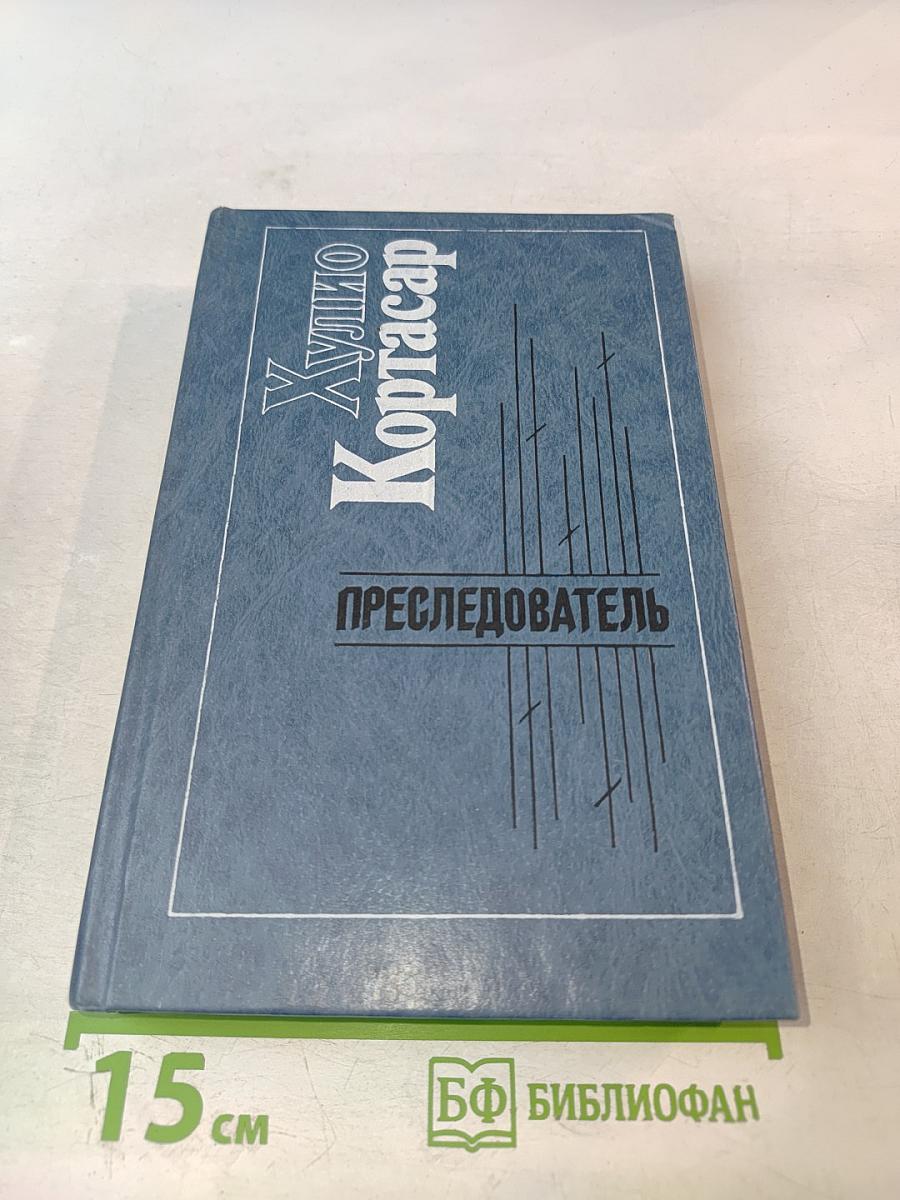 Хулио
Кортасар
ПРЕСЛЕДОВАТЕЛЬ
15 см
БФ БИБЛИОФАН